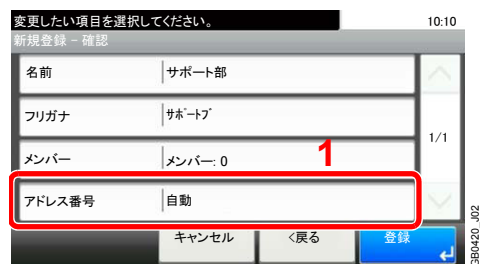 変更したい項目を選択してください。 10:10
新規登録 - 確認
名前 サポート部
フリガナ ｻﾎﾟｰﾄﾌﾞ
1/1
メンバー メンバー: 0
1
アドレス番号 自動
キャンセル <戻る 登録
GB0420_J02